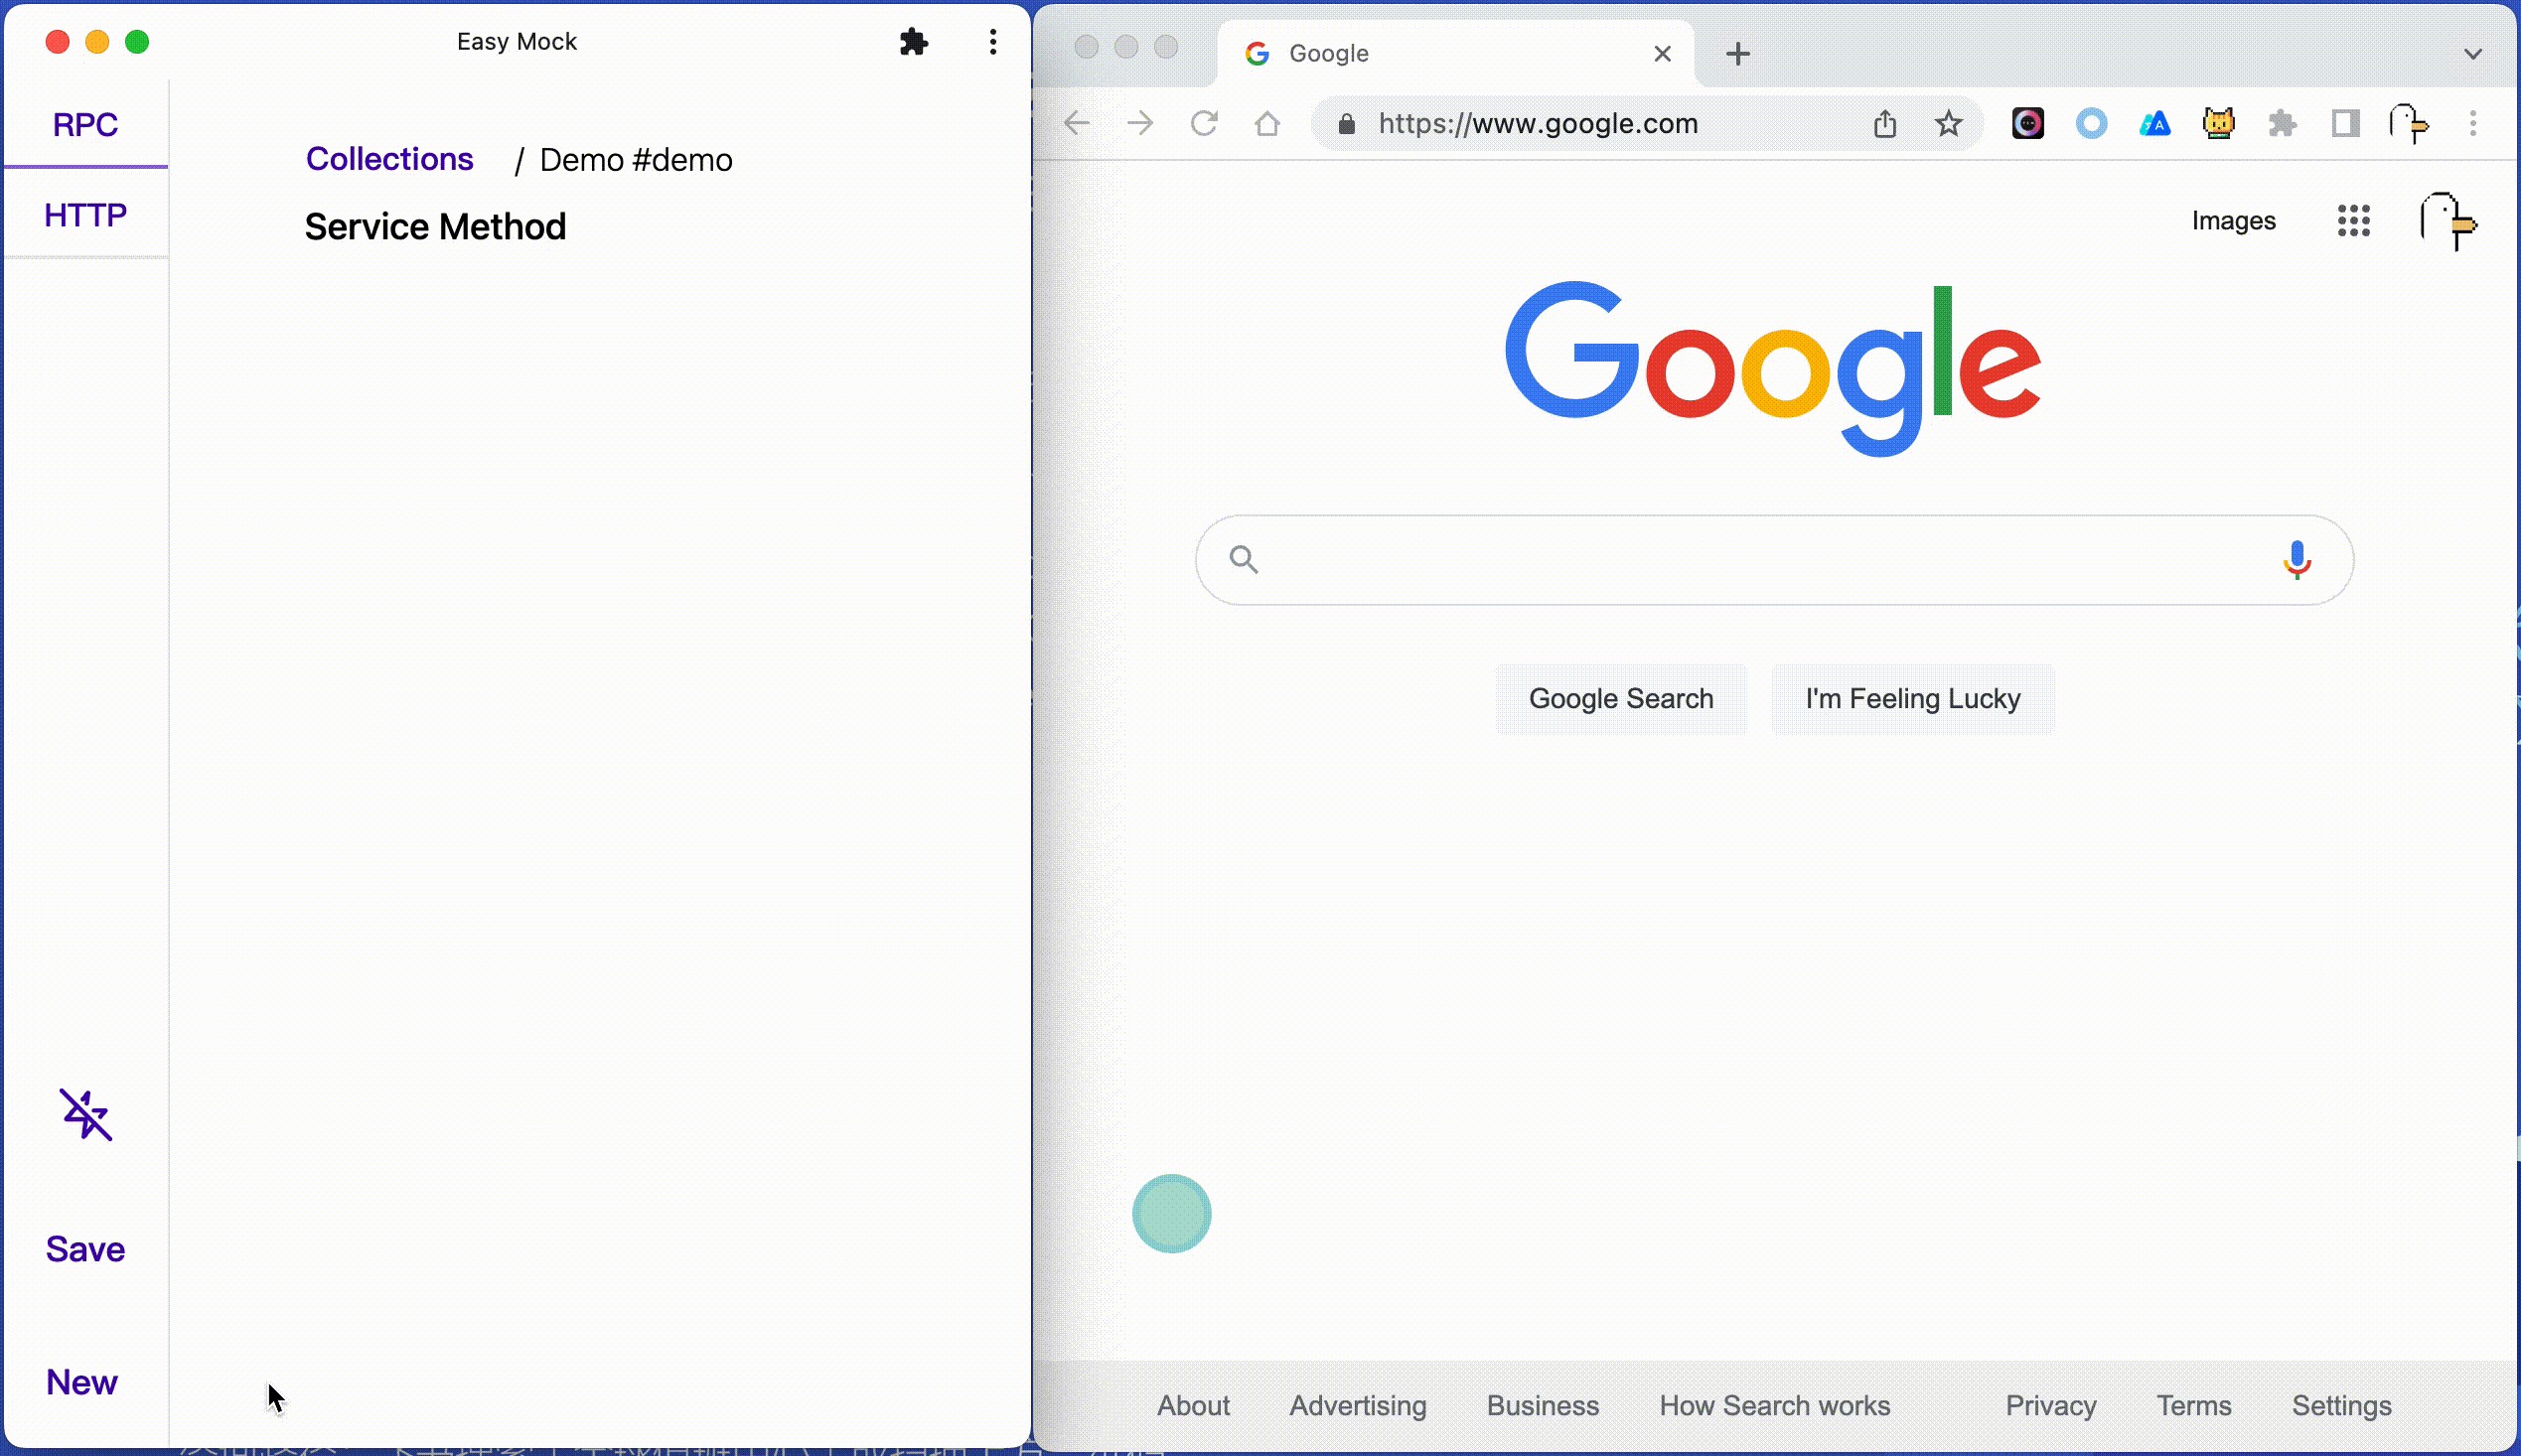 Easy Mock
RPC
HTTP
Collections / Demo #demo
Service Method
Save
New
Google
https://www.google.com
Images
Google
Google Search
I'm Feeling Lucky
About
Advertising
Business
How Search works
Privacy
Terms
Settings